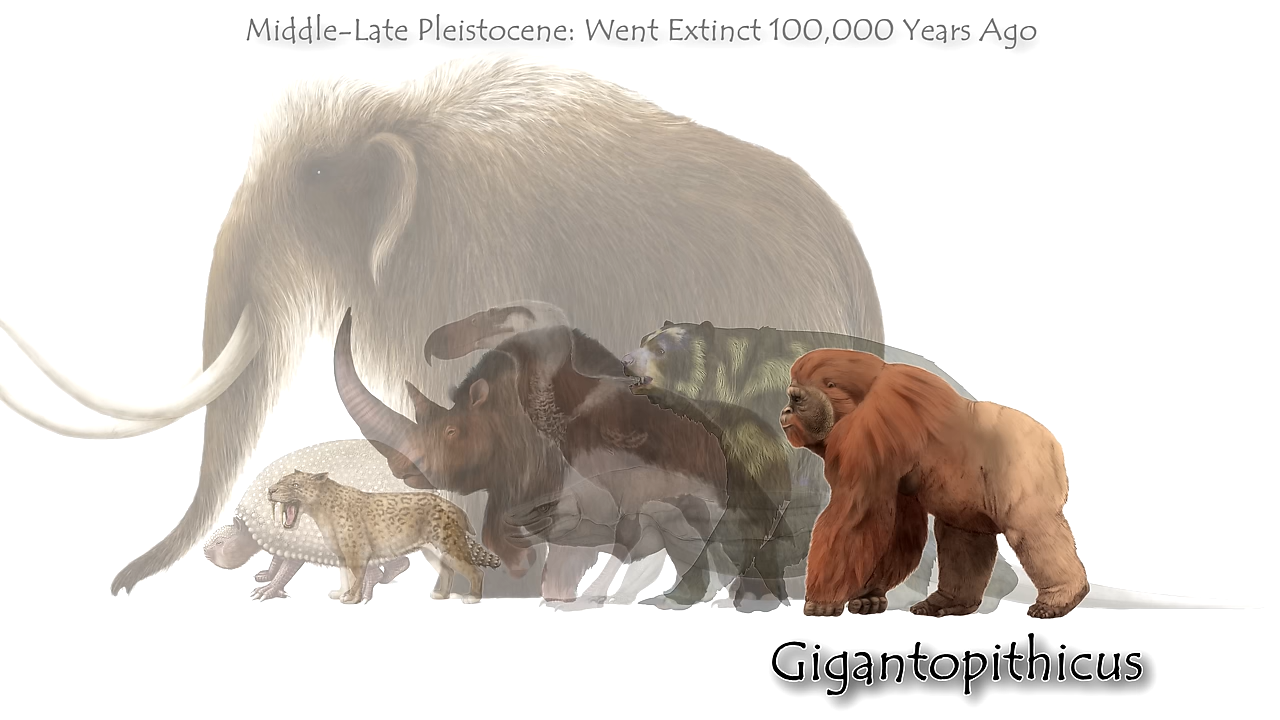 Middle-Late Pleistocene: Went Extinct 100,000 Years Ago
Gigantopithicus